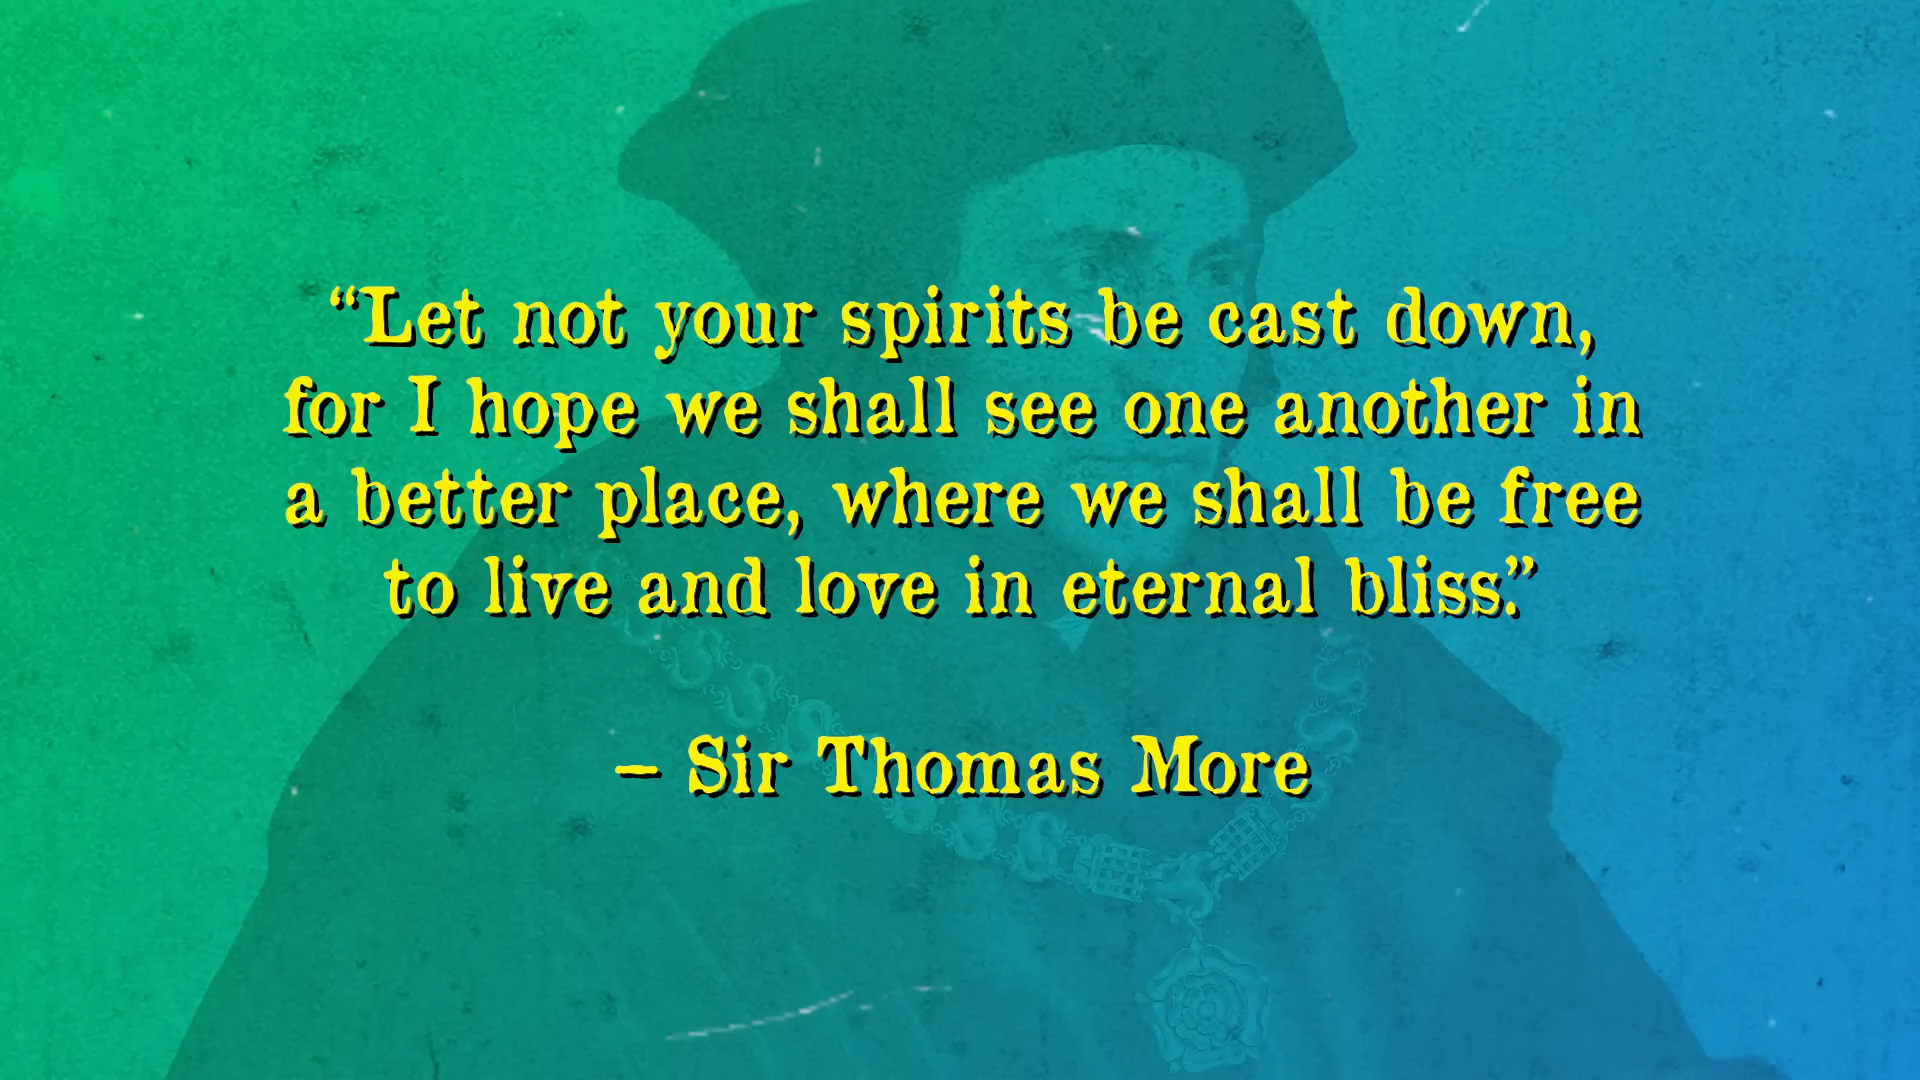 “Let not your spirits be cast down,
for I hope we shall see one another in
a better place, where we shall be free
to live and love in eternal bliss.”
– Sir Thomas More